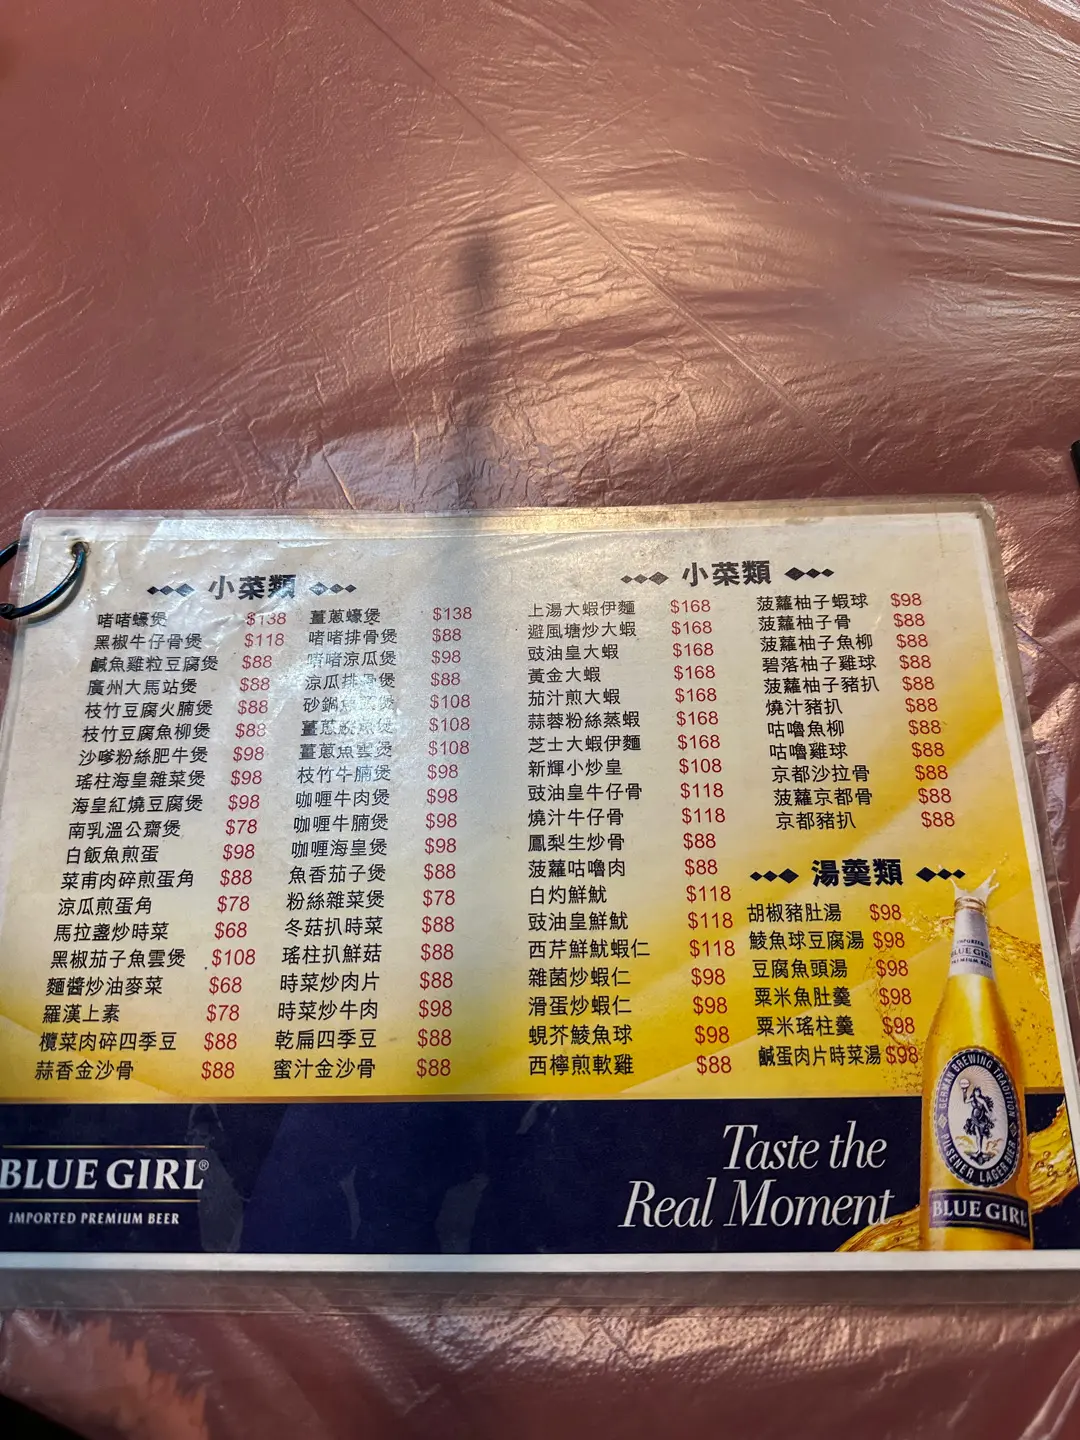 小菜類
啫啫蠔煲 $138
黑椒牛仔骨煲 $118
鹹魚雞粒豆腐煲 $88
廣州大馬站煲 $88
枝竹豆腐火腩煲 $88
枝竹豆腐魚柳煲 $88
沙嗲粉絲肥牛煲 $98
瑤柱海皇雜菜煲 $98
海皇紅燒豆腐煲 $98
南乳溫公齋煲 $78
白飯魚煎蛋 $98
菜甫肉碎煎蛋角 $88
涼瓜煎蛋角 $78
馬拉盞炒時菜 $68
黑椒茄子魚雲煲 $108
麵醬炒油麥菜 $68
羅漢上素 $78
欖菜肉碎四季豆 $88
蒜香金沙骨 $88
薑蔥蠔煲 $138
啫啫排骨煲 $88
啫啫涼瓜煲 $98
涼瓜排骨煲 $88
砂鍋魚雲煲 $108
薑蔥 煲 $108
薑蔥魚雲煲 $108
枝竹牛腩煲 $98
咖喱牛肉煲 $98
咖喱牛腩煲 $98
咖喱海皇煲 $98
魚香茄子煲 $88
粉絲雜菜煲 $78
冬菇扒時菜 $88
瑤柱扒鮮菇 $88
時菜炒肉片 $88
時菜炒牛肉 $98
乾扁四季豆 $88
蜜汁金沙骨 $88
小菜類
上湯大蝦伊麵 $168
避風塘炒大蝦 $168
豉油皇大蝦 $168
黃金大蝦 $168
茄汁煎大蝦 $168
蒜蓉粉絲蒸蝦 $168
芝士大蝦伊麵 $168
新輝小炒皇 $108
豉油皇牛仔骨 $118
燒汁牛仔骨 $118
鳳梨生炒骨 $88
菠蘿咕嚕肉 $88
白灼鮮魷 $118
豉油皇鮮魷 $118
西芹鮮魷蝦仁 $118
雜菌炒蝦仁 $98
滑蛋炒蝦仁 $98
蜆芥鯪魚球 $98
西檸煎軟雞 $88
菠蘿柚子蝦球 $98
菠蘿柚子骨 $88
菠蘿柚子魚柳 $88
碧落柚子雞球 $88
菠蘿柚子豬扒 $88
燒汁豬扒 $88
咕嚕魚柳 $88
咕嚕雞球 $88
京都沙拉骨 $88
菠蘿京都骨 $88
京都豬扒 $88
湯羹類
胡椒豬肚湯 $98
鯪魚球豆腐湯 $98
豆腐魚頭湯 $98
粟米魚肚羹 $98
粟米瑤柱羹 $98
鹹蛋肉片時菜湯 $98
BLUE GIRL®
IMPORTED PREMIUM BEER
Taste the
Real Moment
IMPORTED
BLUE GIRL
PREMIUM BEER
GERMAN BREWING TRADITION
PILSENER LAGER BEER
BLUE GIRL